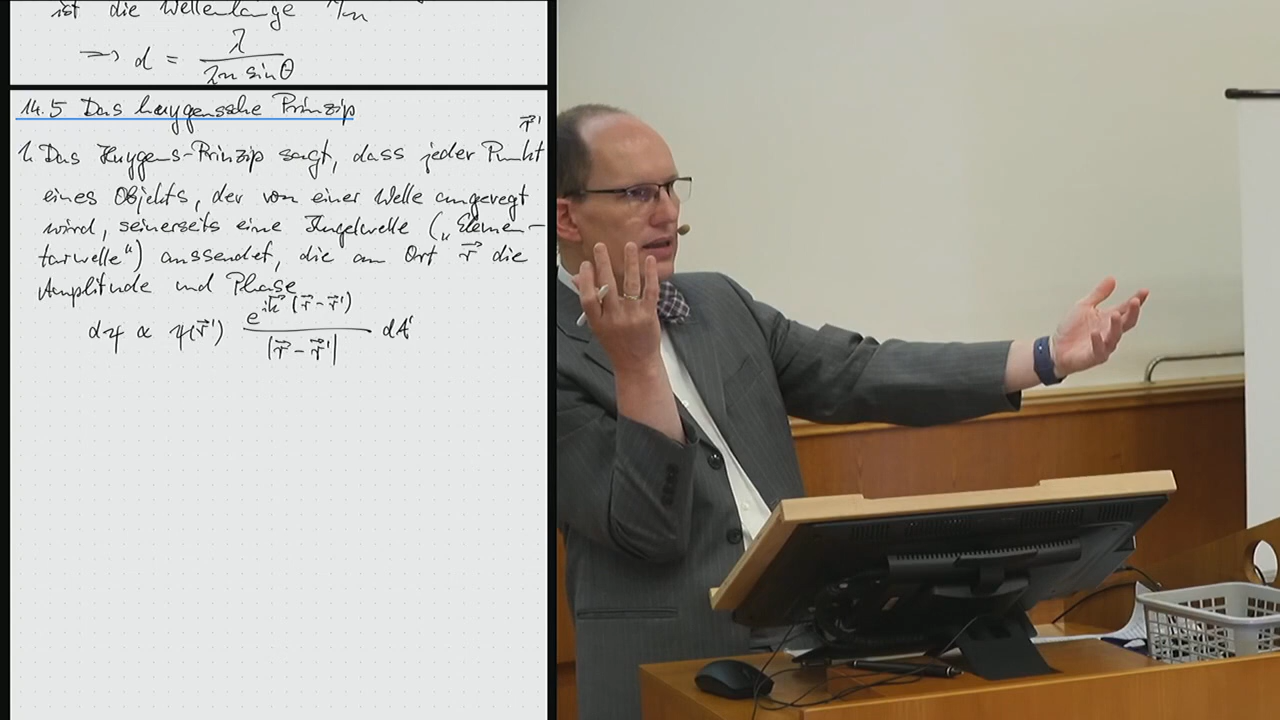 ist die Wellenlänge λ/n
⟹ d = λ / 2n sinθ
14.5 Das huygenssche Prinzip
r⃗'
1. Das Huygens-Prinzip sagt, dass jeder Punkt
eines Objekts, der von einer Welle angeregt
wird, seinerseits eine Kugelwelle („Elemen-
tarwelle“) aussendet, die am Ort r⃗ die
Amplitude und Phase
dψ ∝ ψ(r⃗') e^{ik⃗(r⃗-r⃗')} / |r⃗-r⃗'| dA'